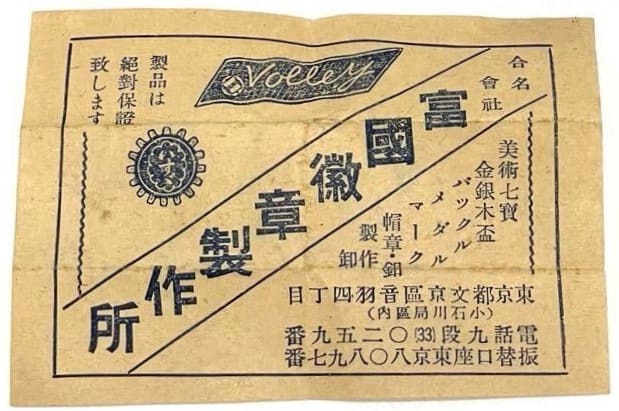 合名
會社
富國徽章製作所
Volley
美術七寶
金銀木盃
バックル
メダル
マーク
帽章・釦
製作
卸
東京都文京區音羽四丁目
(小石川局區內)
電話九段(33)〇二五九番
振替口座東京八〇八九七番
製品は
絕對保證
致します